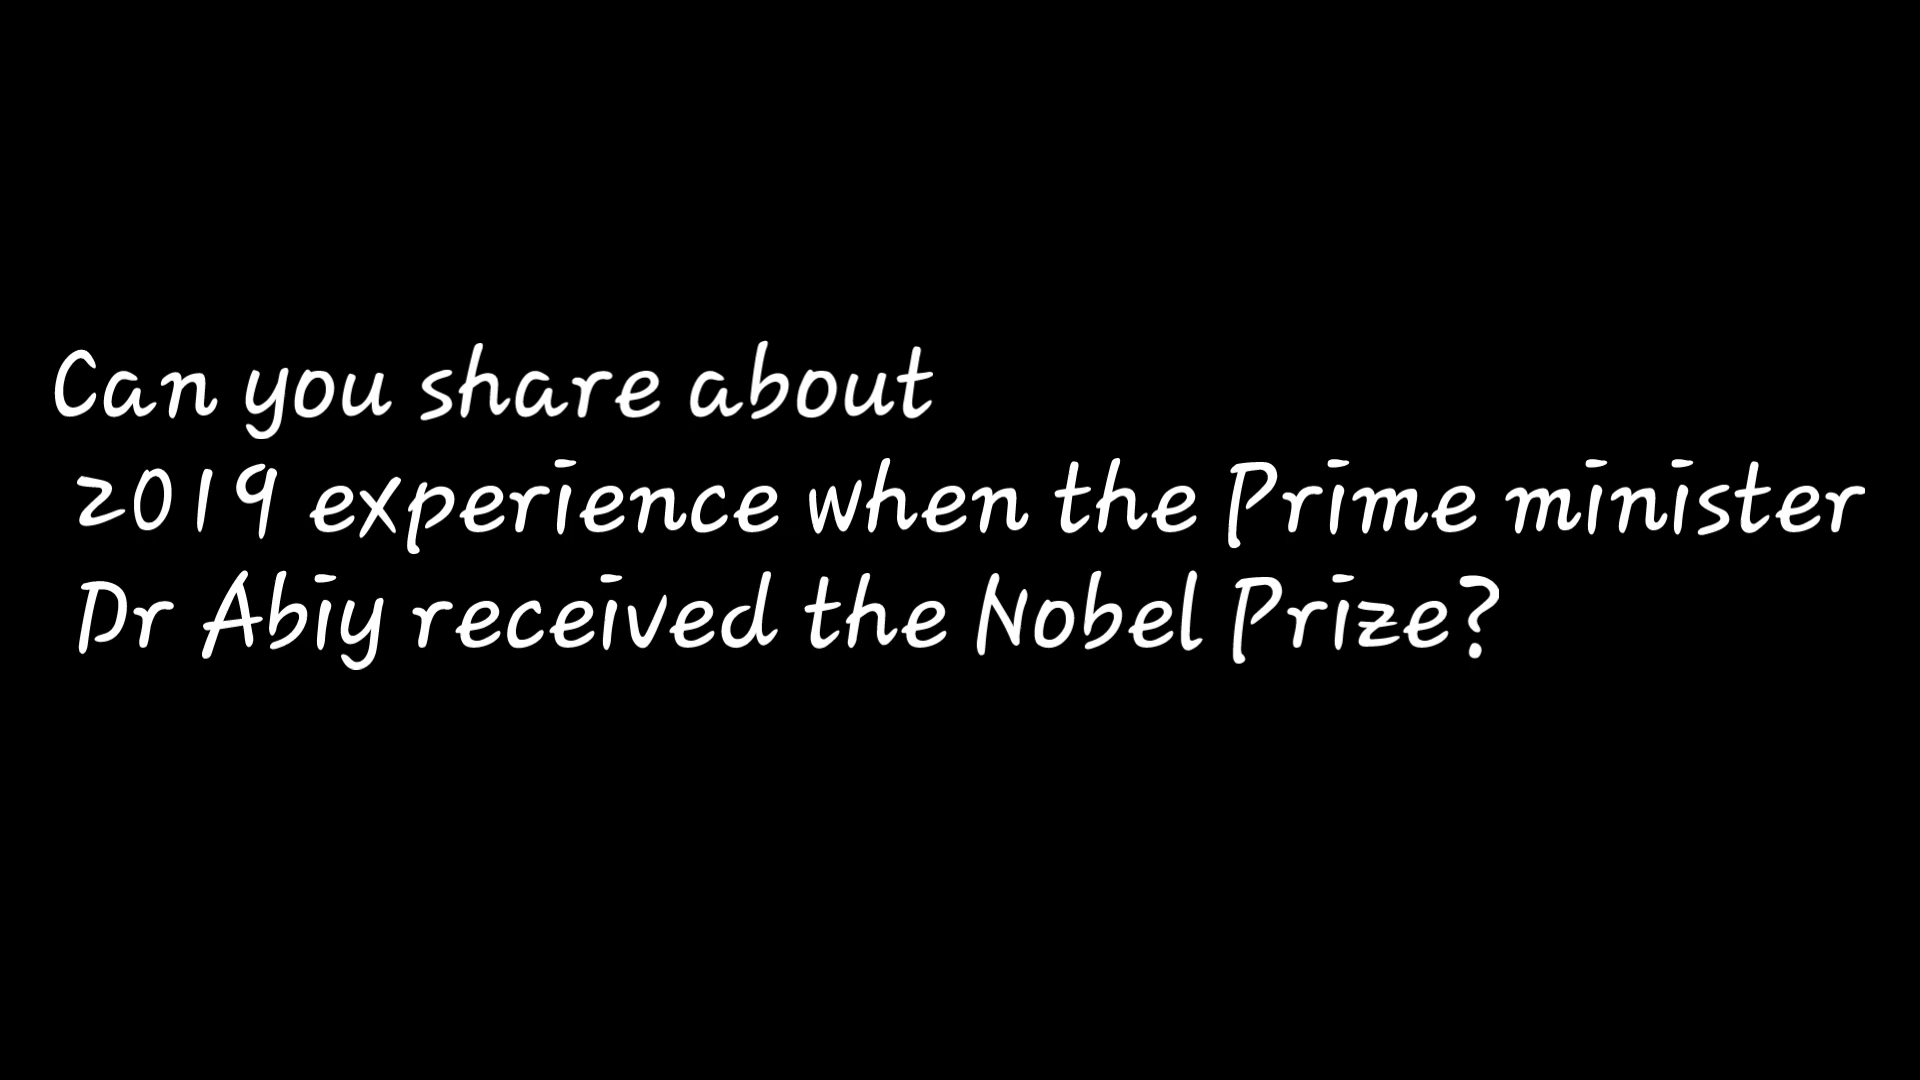 Can you share about
2019 experience when the Prime minister
Dr Abiy received the Nobel Prize?